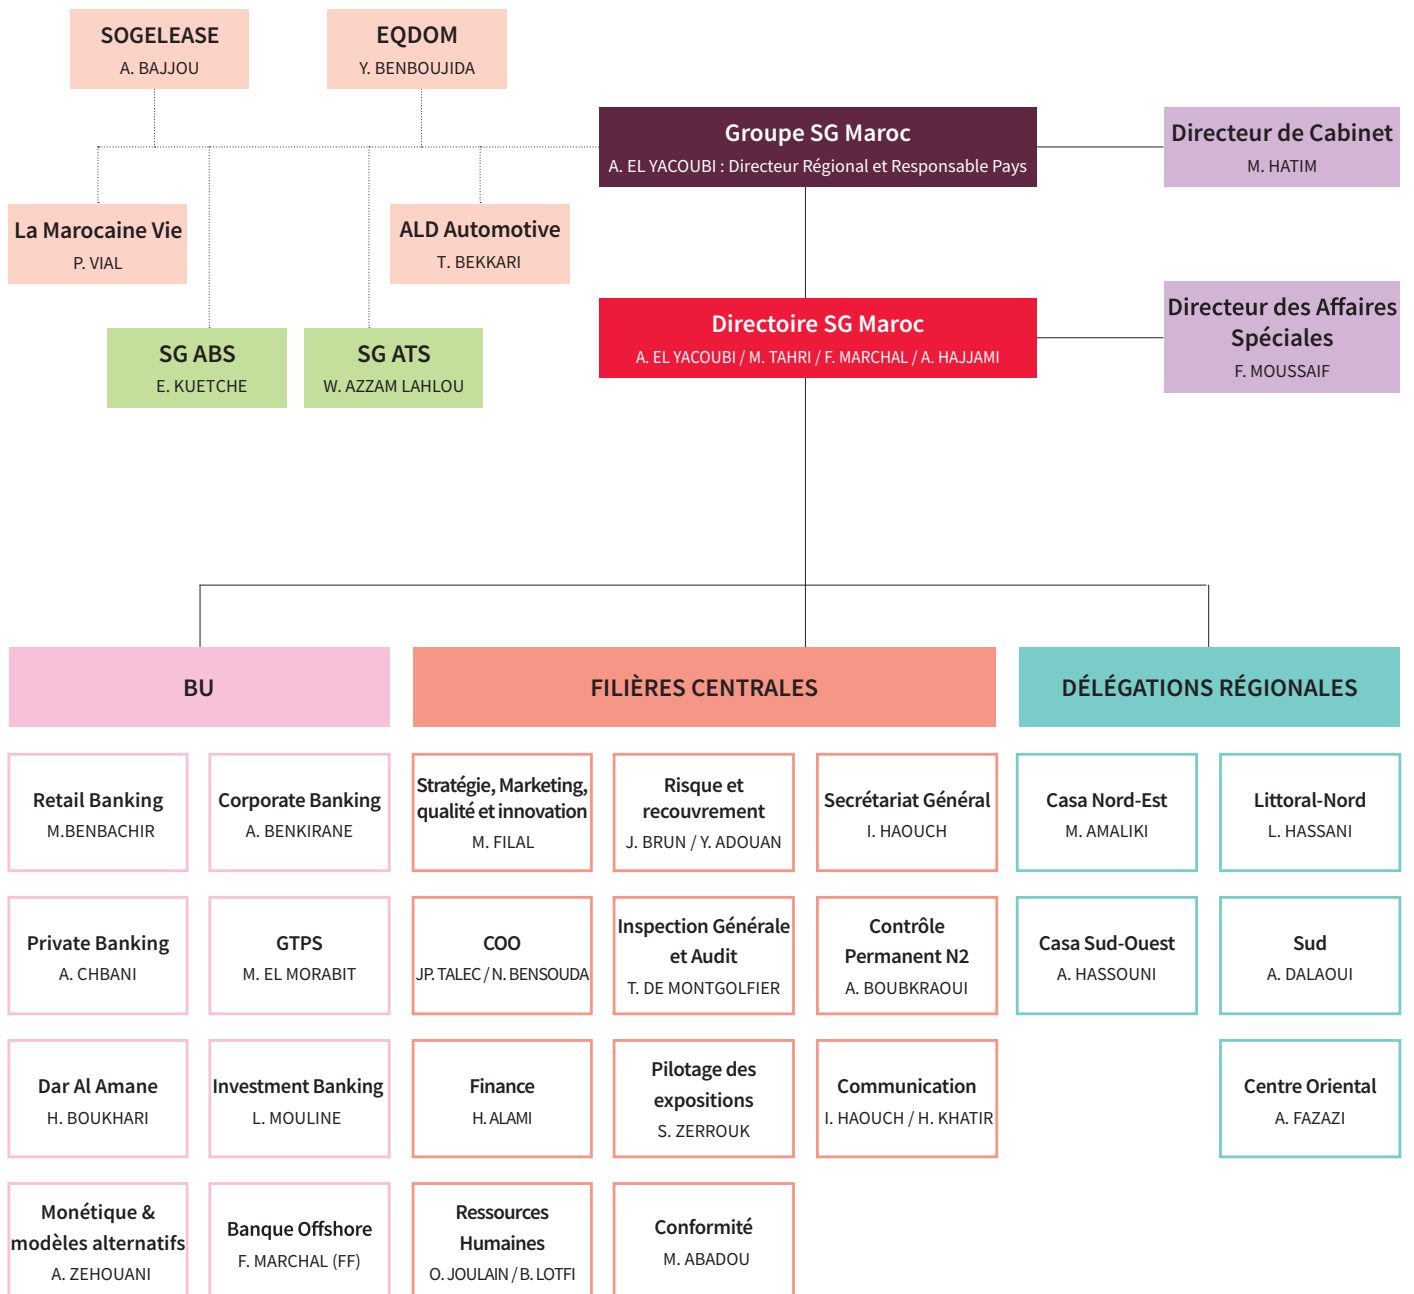 SOGELEASE
A. BAJJOU
EQDOM
Y. BENBOUJIDA
Groupe SG Maroc
A. EL YACOUBI : Directeur Régional et Responsable Pays
Directeur de Cabinet
M. HATIM
La Marocaine Vie
P. VIAL
ALD Automotive
T. BEKKARI
SG ABS
E. KUETCHE
SG ATS
W. AZZAM LAHLOU
Directoire SG Maroc
A. EL YACOUBI / M. TAHRI / F. MARCHAL / A. HAJJAMI
Directeur des Affaires
Spéciales
F. MOUSSAIF
BU
FILIÈRES CENTRALES
DÉLÉGATIONS RÉGIONALES
Retail Banking
M.BENBACHIR
Corporate Banking
A. BENKIRANE
Stratégie, Marketing,
qualité et innovation
M. FILAL
Risque et
recouvrement
J. BRUN / Y. ADOUAN
Secrétariat Général
I. HAOUCH
Casa Nord-Est
M. AMALIKI
Littoral-Nord
L. HASSANI
Private Banking
A. CHBANI
GTPS
M. EL MORABIT
COO
JP. TALEC / N. BENSOUDA
Inspection Générale
et Audit
T. DE MONTGOLFIER
Contrôle
Permanent N2
A. BOUBKRAOUI
Casa Sud-Ouest
A. HASSOUNI
Sud
A. DALAOUI
Dar Al Amane
H. BOUKHARI
Investment Banking
L. MOULINE
Finance
H. ALAMI
Pilotage des
expositions
S. ZERROUK
Communication
I. HAOUCH / H. KHATIR
Centre Oriental
A. FAZAZI
Monétique &
modèles alternatifs
A. ZEHOUANI
Banque Offshore
F. MARCHAL (FF)
Ressources
Humaines
O. JOULAIN / B. LOTFI
Conformité
M. ABADOU